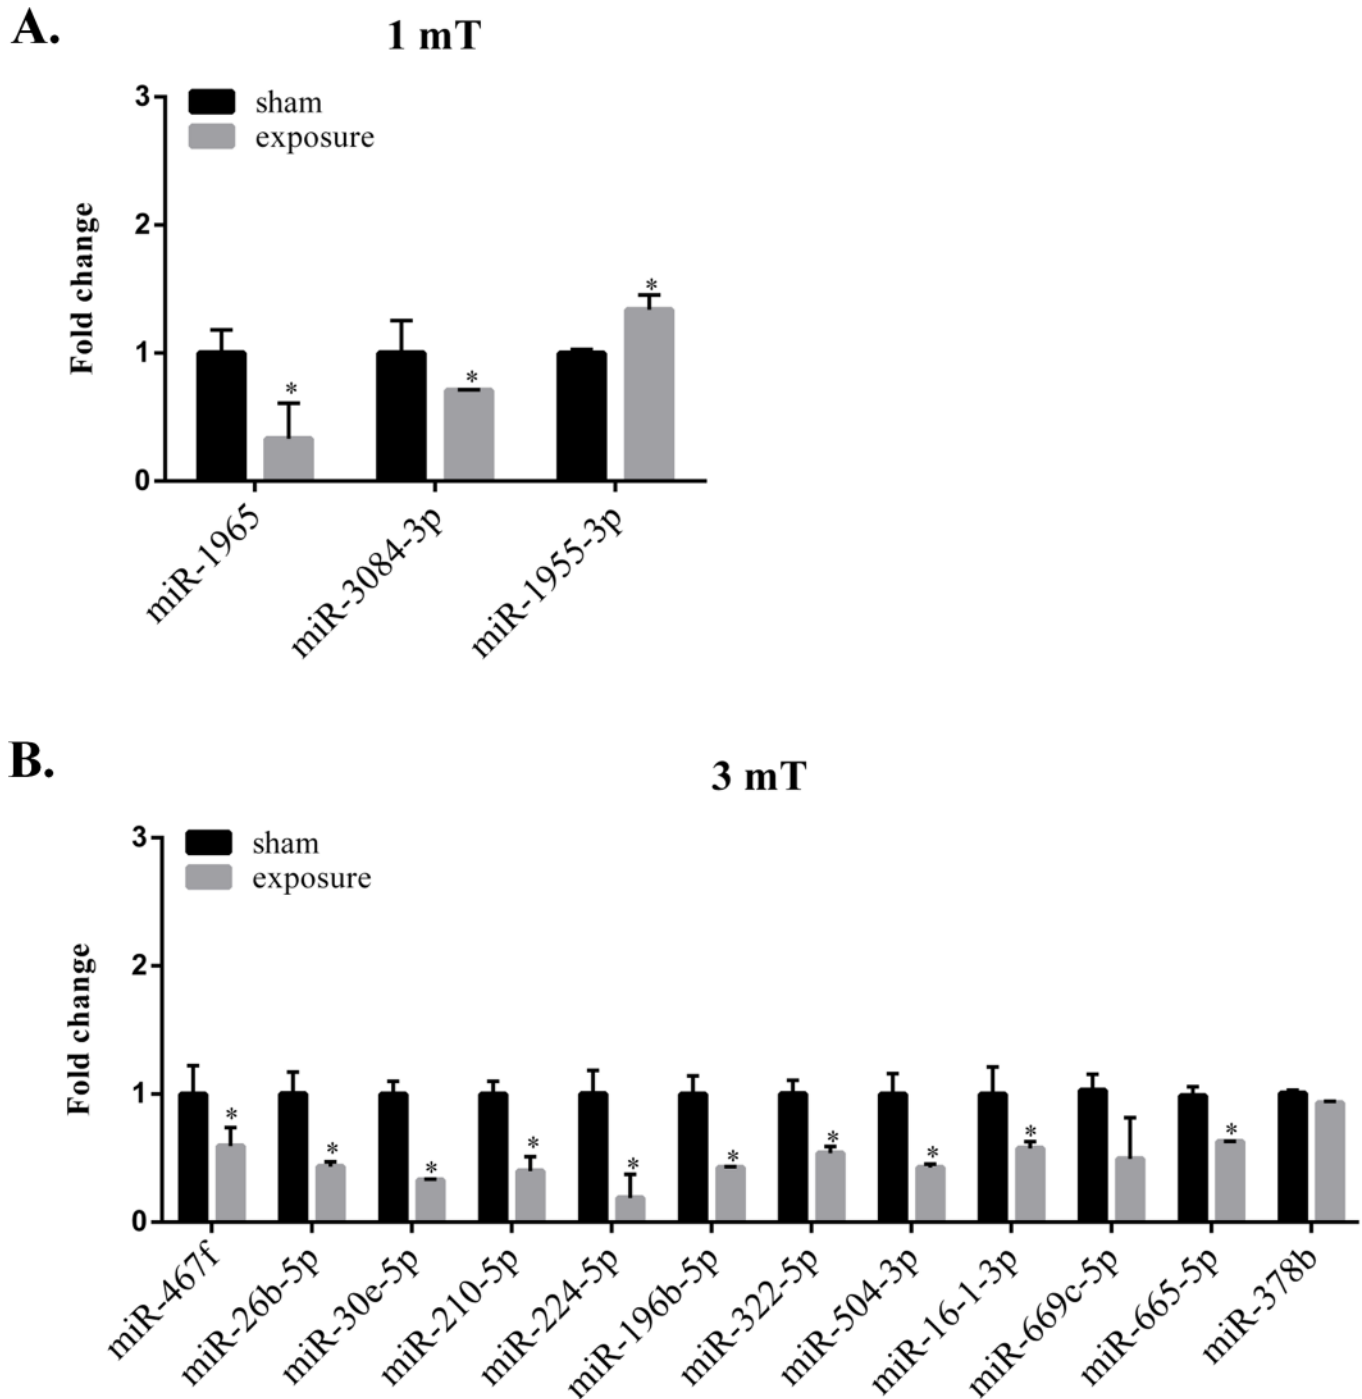 A.
1 mT
3
sham
exposure
2
Fold change
*
*
*
1
0
miR-1965
miR-3084-3p
miR-1955-3p
B.
3 mT
3
sham
exposure
2
Fold change
1
*
*
*
*
*
*
*
*
*
*
0
miR-467f
miR-26b-5p
miR-30e-5p
miR-210-5p
miR-224-5p
miR-196b-5p
miR-322-5p
miR-504-3p
miR-16-1-3p
miR-669c-5p
miR-665-5p
miR-378b